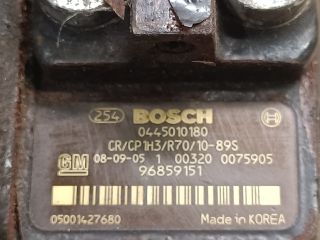 254 BOSCH
0445010180
CR/CP1H3/R70/10-89S
GM 08-09-05 1 00320 0075905
96859151
05001427680 Made in KOREA